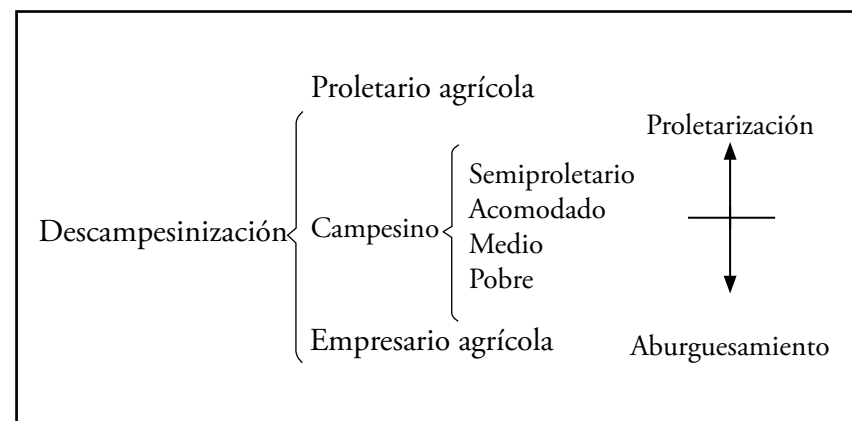 Proletario agrícola
Proletarización
Semiproletario
Acomodado
Descampesinización
Campesino
Medio
Pobre
Empresario agrícola
Aburguesamiento